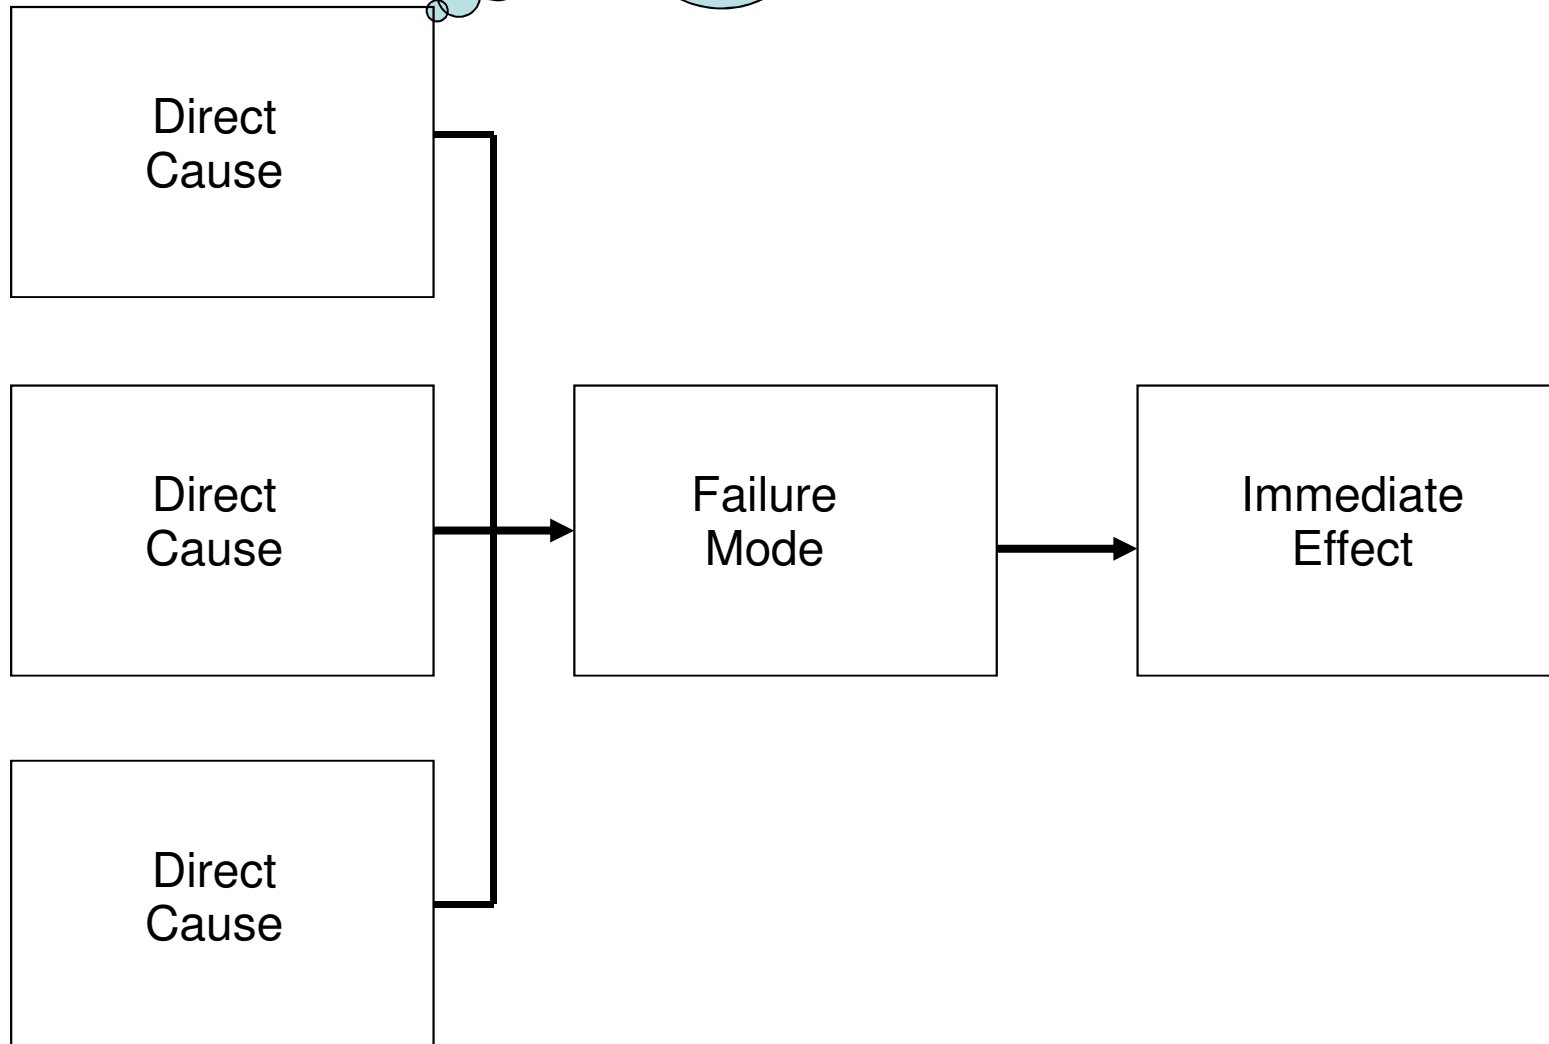 Direct
Cause
Direct
Cause
Failure
Mode
Immediate
Effect
Direct
Cause